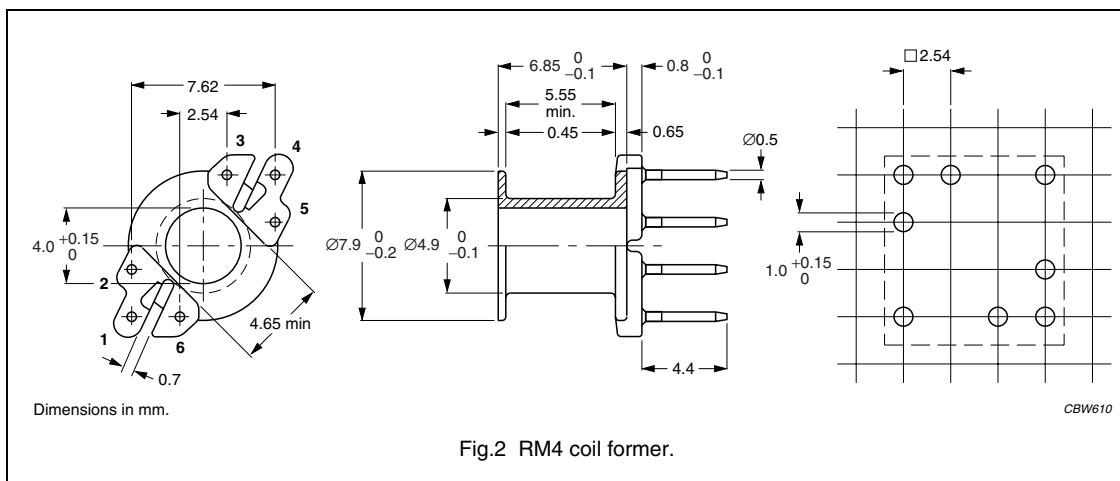 7.62
2.54
3
4
5
4.0 +0.15 0
2
1
6
4.65 min
0.7
6.85 0 −0.1
0.8 0 −0.1
5.55
min.
0.45
0.65
∅0.5
∅7.9 0 −0.2
∅4.9 0 −0.1
4.4
□2.54
1.0 +0.15 0
Dimensions in mm.
CBW610
Fig.2 RM4 coil former.